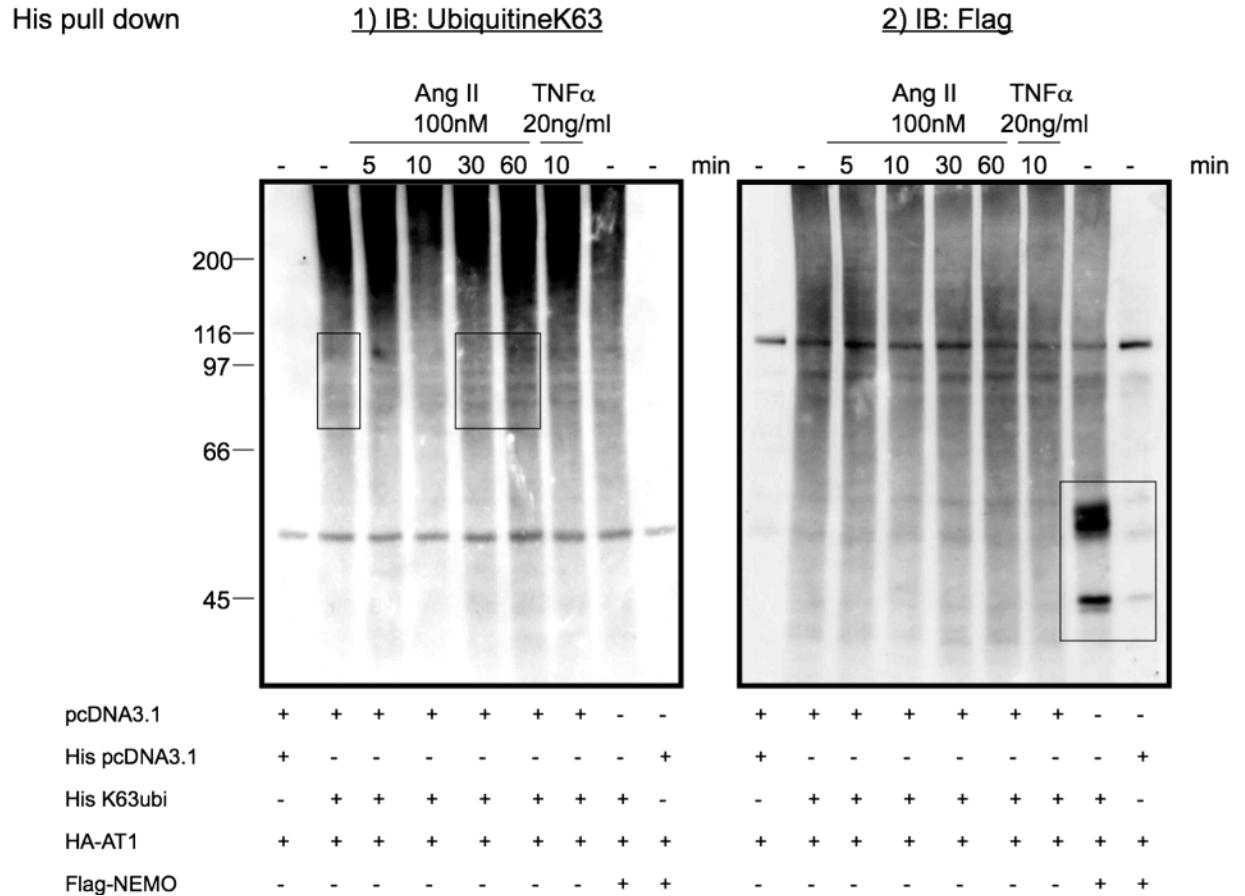 His pull down 1) IB: UbiquitineK63 2) IB: Flag
Ang II TNFα Ang II TNFα
100nM 20ng/ml 100nM 20ng/ml
- - 5 10 30 60 10 - - min - - 5 10 30 60 10 - - min
200
116
97
66
45
pcDNA3.1 + + + + + + + - - + + + + + + + - -
His pcDNA3.1 + - - - - - - - + + - - - - - - - +
His K63ubi - + + + + + + + - - + + + + + + + -
HA-AT1 + + + + + + + + + + + + + + + + + +
Flag-NEMO - - - - - - - + + - - - - - - - + +